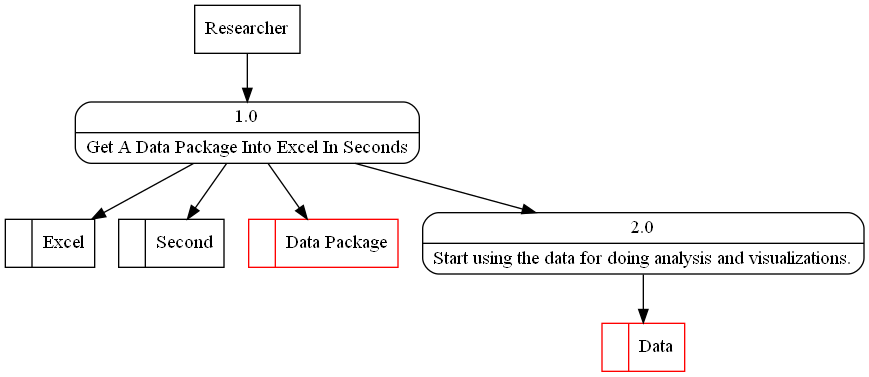 Researcher
1.0
Get A Data Package Into Excel In Seconds
Excel
Second
Data Package
2.0
Start using the data for doing analysis and visualizations.
Data